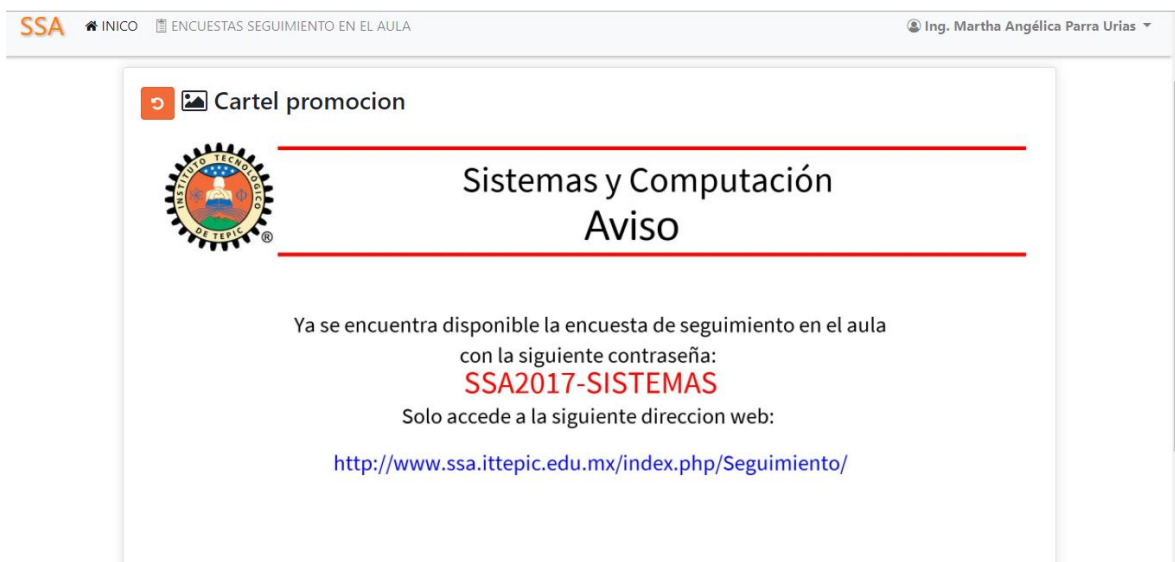 SSA INICO ENCUESTAS SEGUIMIENTO EN EL AULA Ing. Martha Angélica Parra Urias
Cartel promocion
INSTITUTO TECNOLOGICO
DE TEPIC
®
Sistemas y Computación
Aviso
Ya se encuentra disponible la encuesta de seguimiento en el aula
con la siguiente contraseña:
SSA2017-SISTEMAS
Solo accede a la siguiente direccion web:
http://www.ssa.ittepic.edu.mx/index.php/Seguimiento/